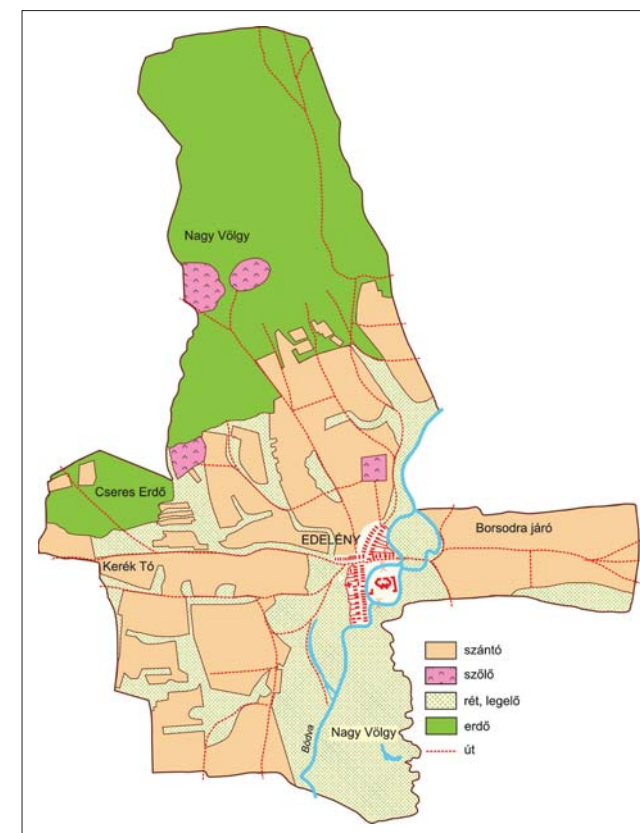 Nagy Völgy
Cseres Erdő
EDELÉNY
Borsodra járó
Kerék Tó
szántó
szőlő
rét, legelő
erdő
út
Bódva
Nagy Völgy